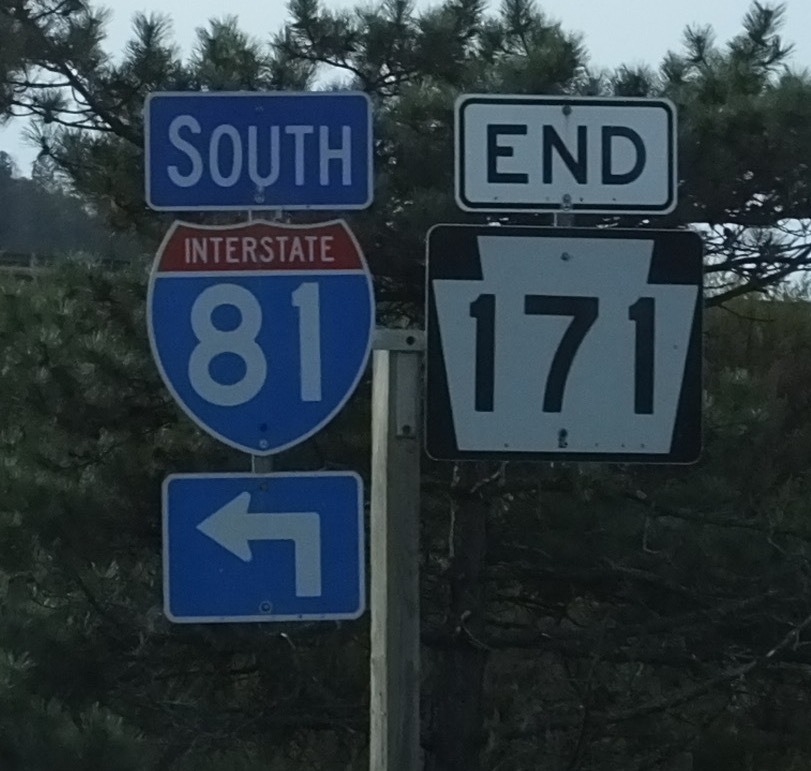 SOUTH
INTERSTATE
81
END
171